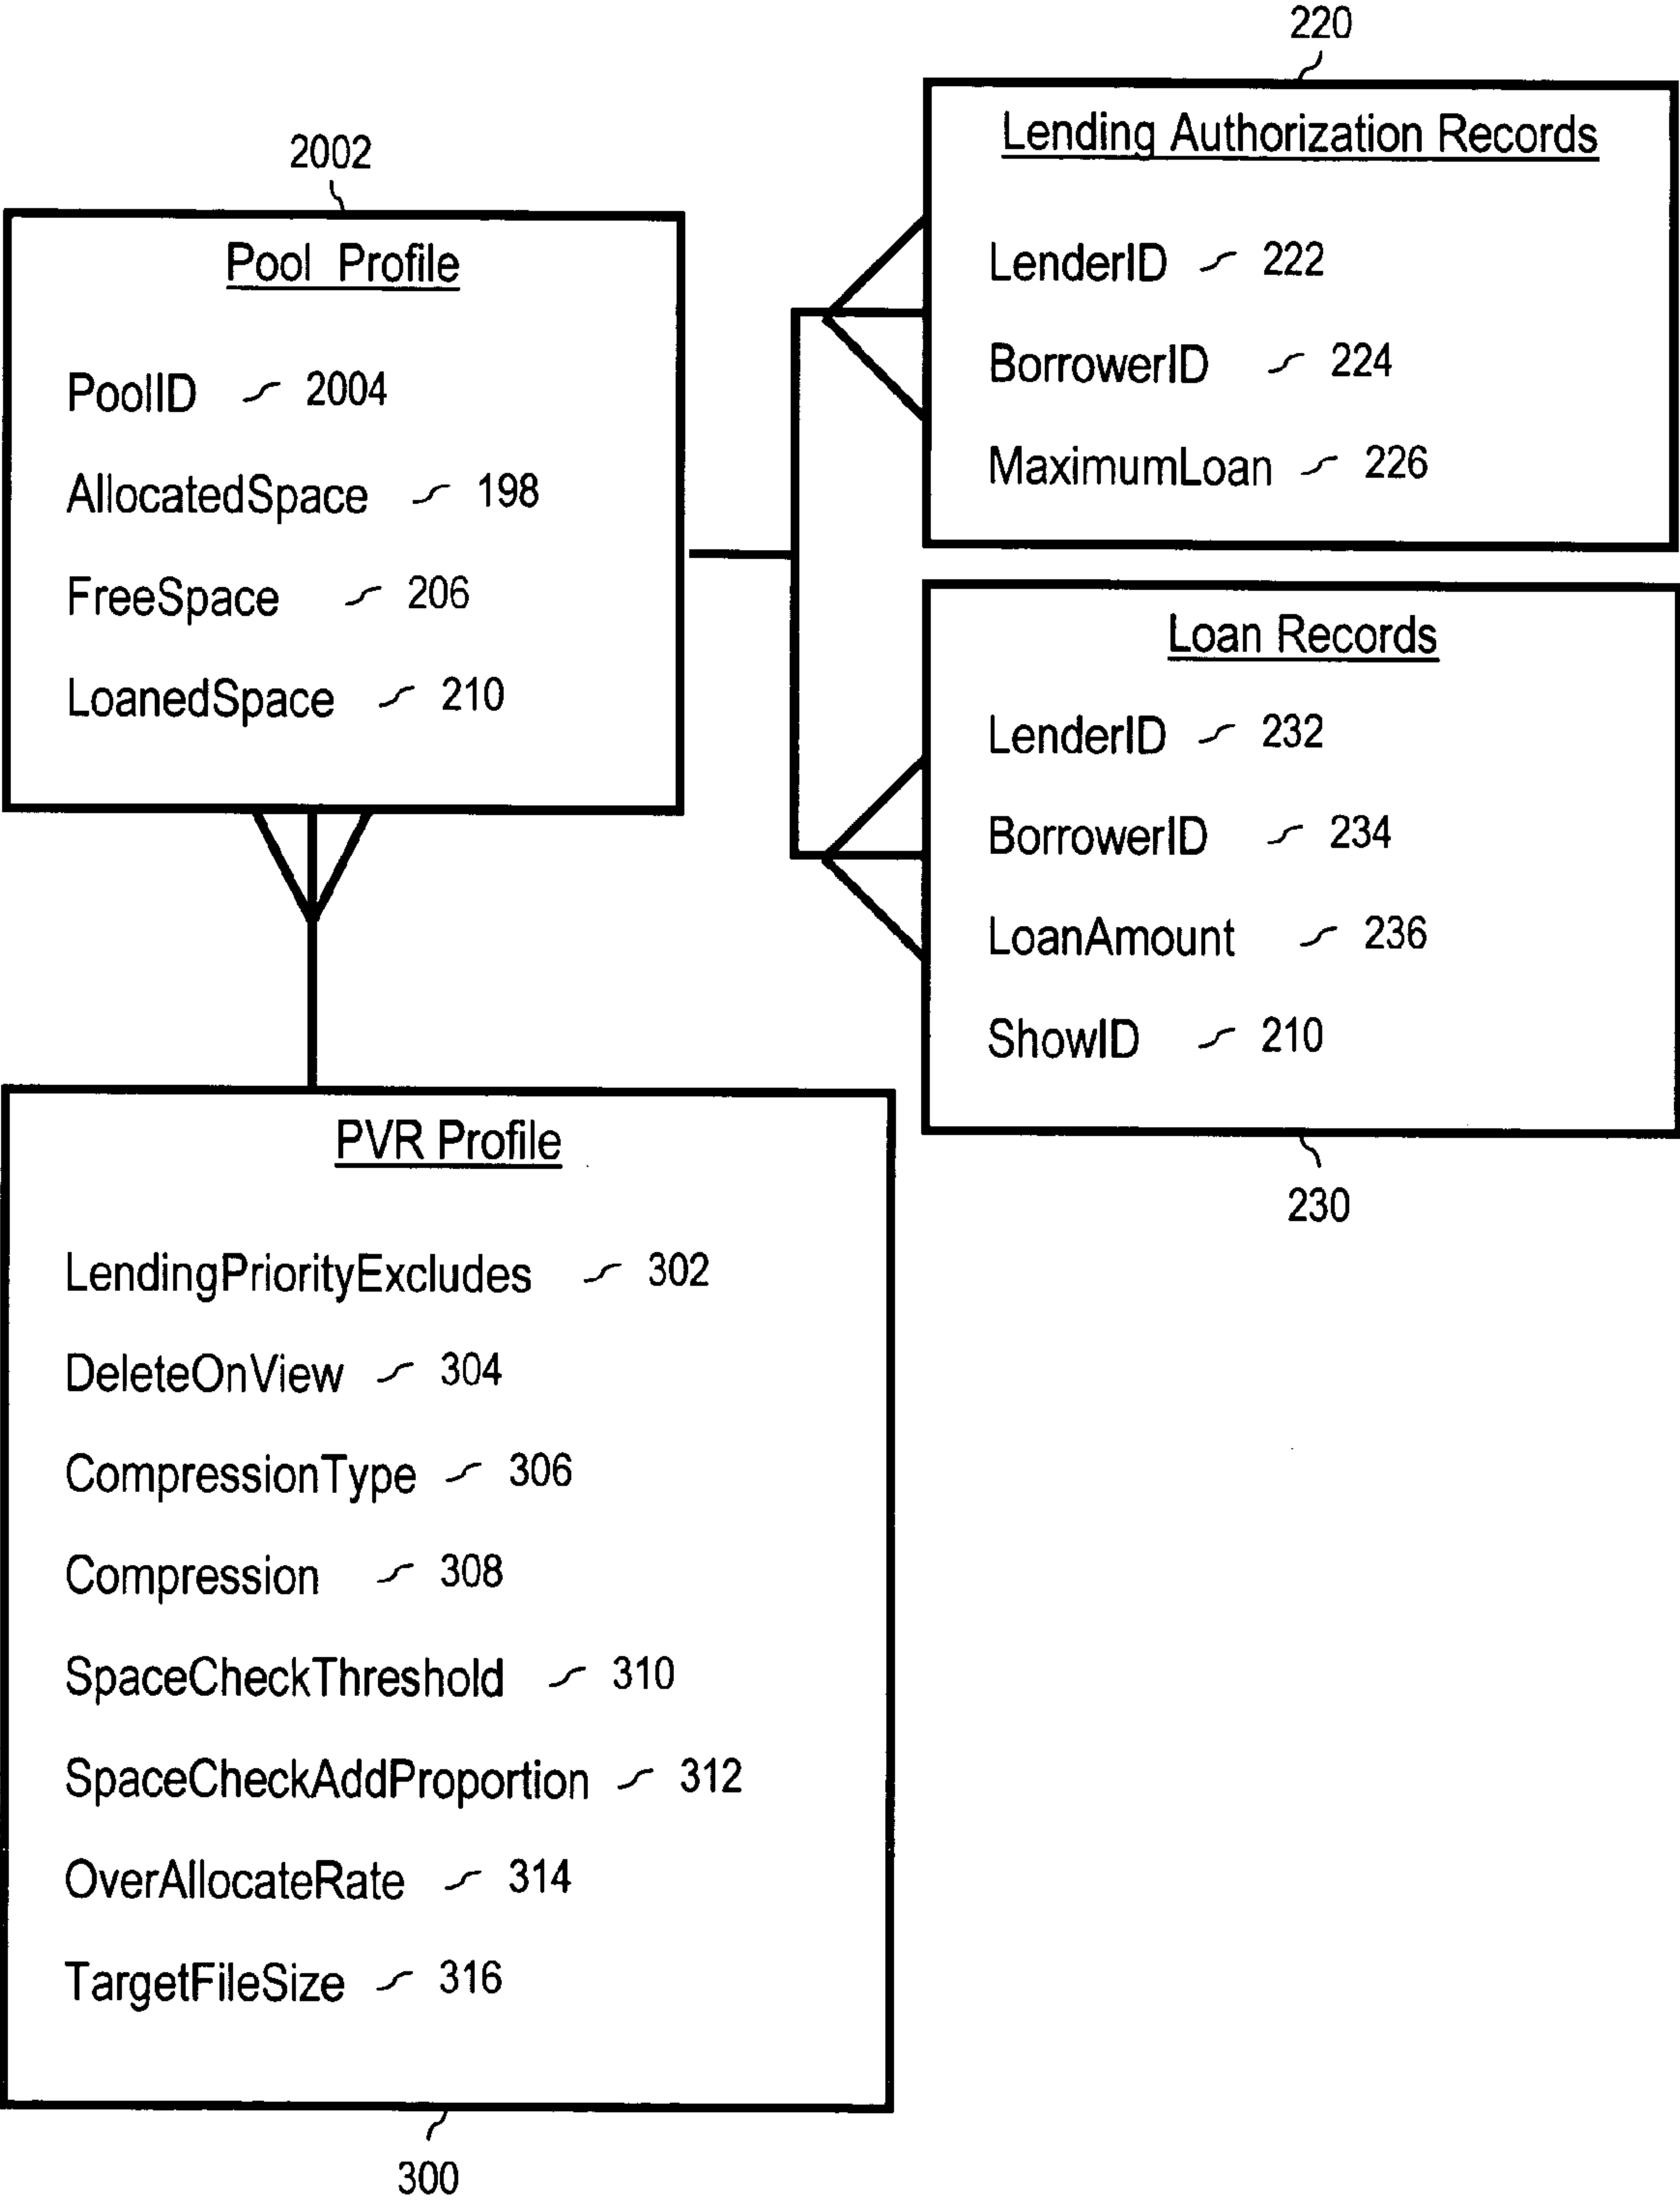 220
Lending Authorization Records
LenderID 222
BorrowerID 224
MaximumLoan 226
2002
Pool Profile
PoolID 2004
AllocatedSpace 198
FreeSpace 206
LoanedSpace 210
Loan Records
LenderID 232
BorrowerID 234
LoanAmount 236
ShowID 210
230
PVR Profile
LendingPriorityExcludes 302
DeleteOnView 304
CompressionType 306
Compression 308
SpaceCheckThreshold 310
SpaceCheckAddProportion 312
OverAllocateRate 314
TargetFileSize 316
300